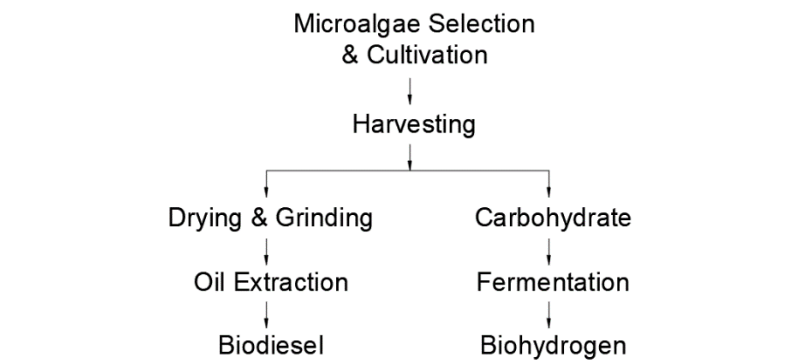 Microalgae Selection
& Cultivation
Harvesting
Drying & Grinding
Carbohydrate
Oil Extraction
Fermentation
Biodiesel
Biohydrogen